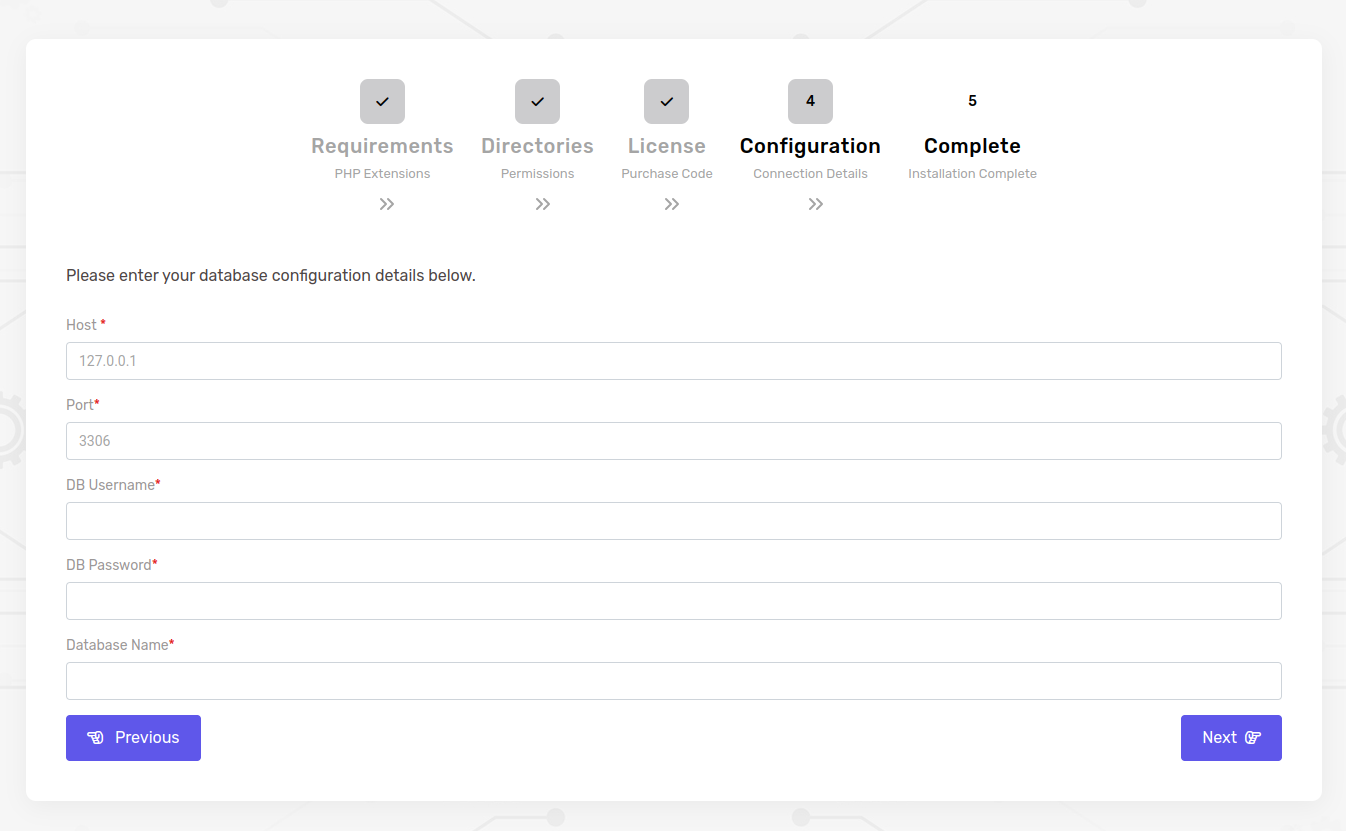 4
5
Requirements
Directories
License
Configuration
Complete
PHP Extensions
Permissions
Purchase Code
Connection Details
Installation Complete
Please enter your database configuration details below.
Host *
127.0.0.1
Port*
3306
DB Username*
DB Password*
Database Name*
Previous
Next